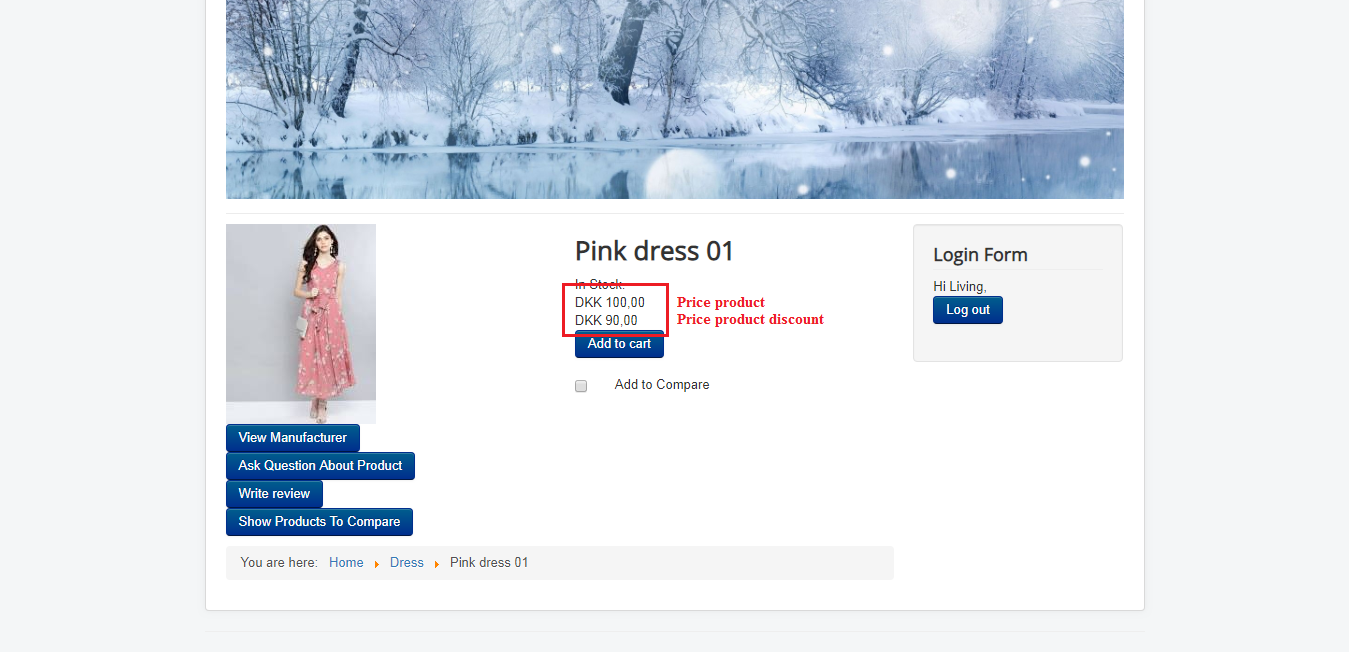 Pink dress 01
In Stock:
DKK 100,00 Price product
DKK 90,00 Price product discount
Add to cart
Add to Compare
Login Form
Hi Living,
Log out
View Manufacturer
Ask Question About Product
Write review
Show Products To Compare
You are here: Home Dress Pink dress 01